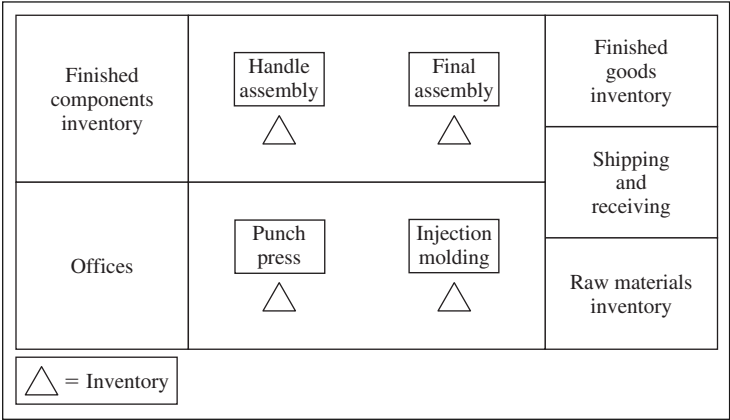 Finished
components
inventory
Handle
assembly
Final
assembly
Finished
goods
inventory
Shipping
and
receiving
Offices
Punch
press
Injection
molding
Raw materials
inventory
= Inventory